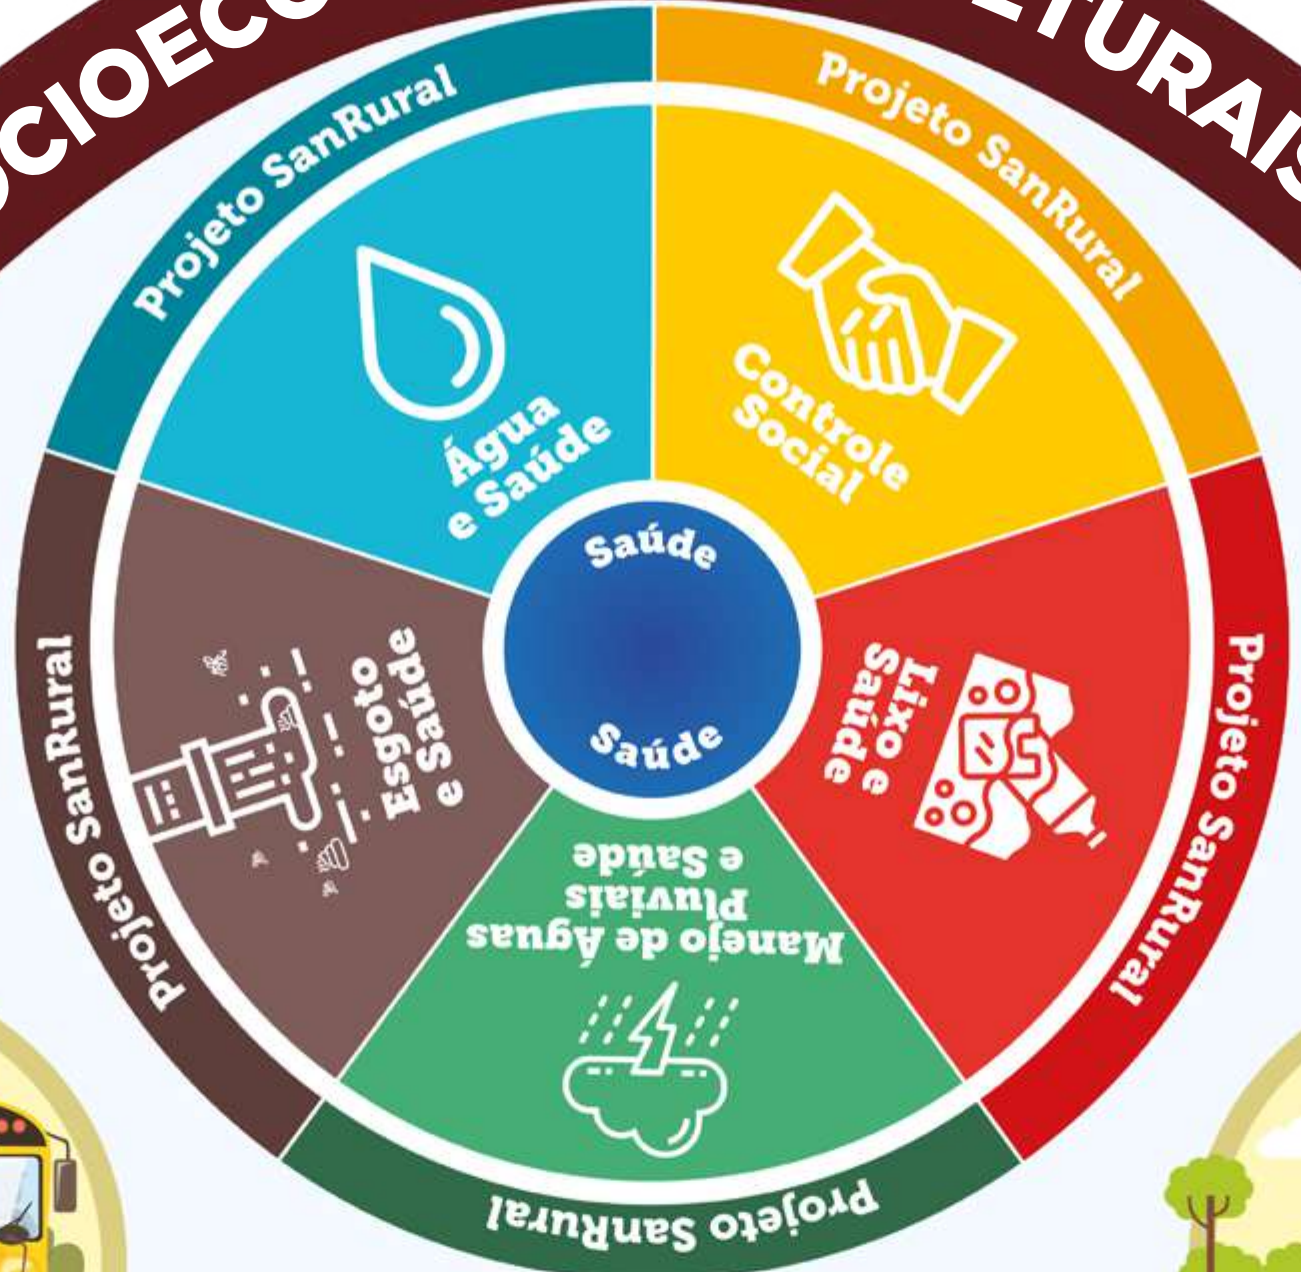 Projeto SanRural
Projeto SanRural
Água
e Saúde
Controle
Social
Saúde
Saúde
Lixo e
Saúde
Projeto SanRural
Esgoto
e Saúde
Projeto SanRural
Manejo de Águas
Pluviais
e Saúde
Projeto SanRural